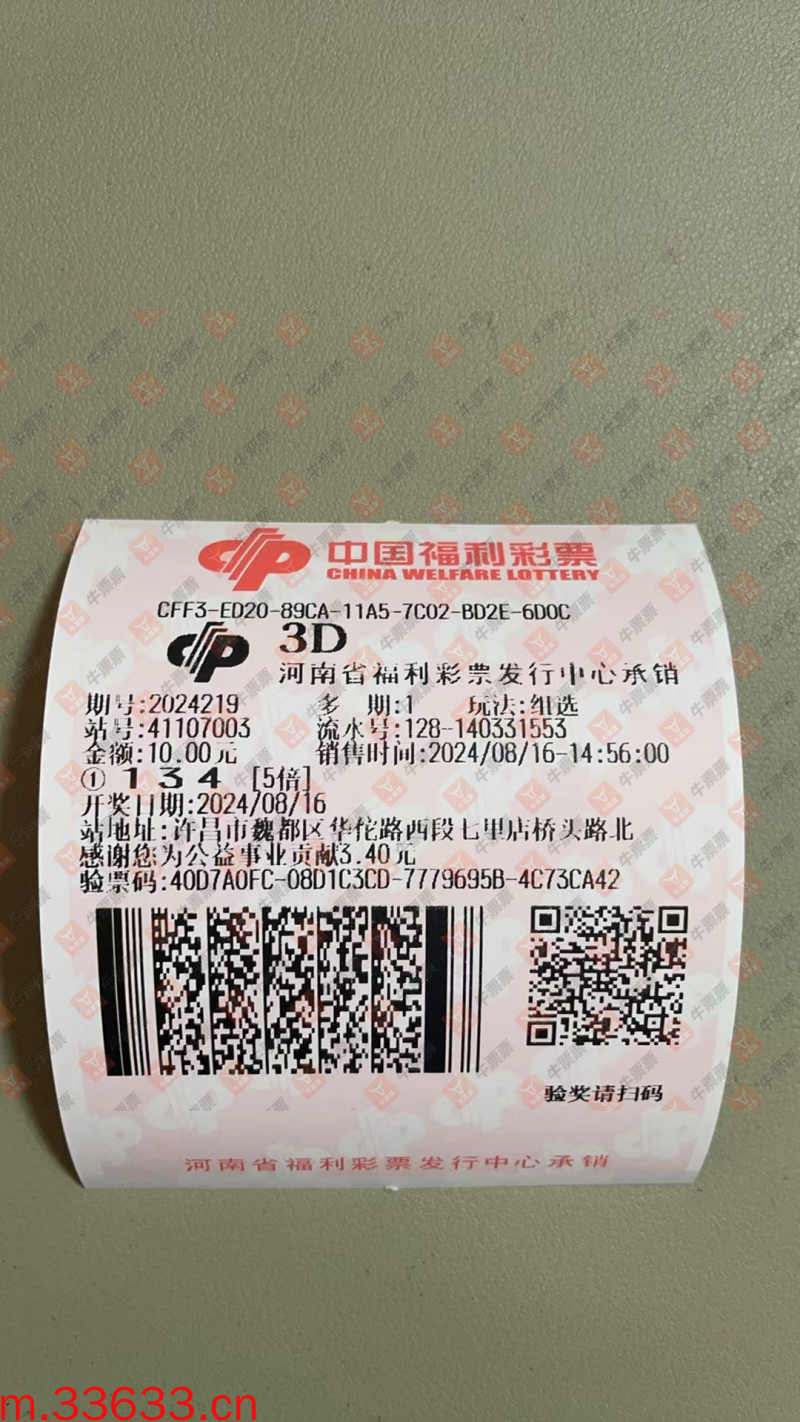 中国福利彩票
CHINA WELFARE LOTTERY
CFF3-ED20-89CA-11A5-7C02-BD2E-6D0C
3D
河南省福利彩票发行中心承销
期号:2024219 多 期:1 玩法:组选
站号:41107003 流水号:128-140331553
金额:10.00元 销售时间:2024/08/16-14:56:00
① 1 3 4 [5倍]
开奖日期:2024/08/16
站地址:许昌市魏都区华佗路西段七里店桥头路北
感谢您为公益事业贡献3.40元
验票码:40D7A0FC-08D1C3CD-7779695B-4C73CA42
验奖请扫码
河南省福利彩票发行中心承销
牛票票
m.33633.cn